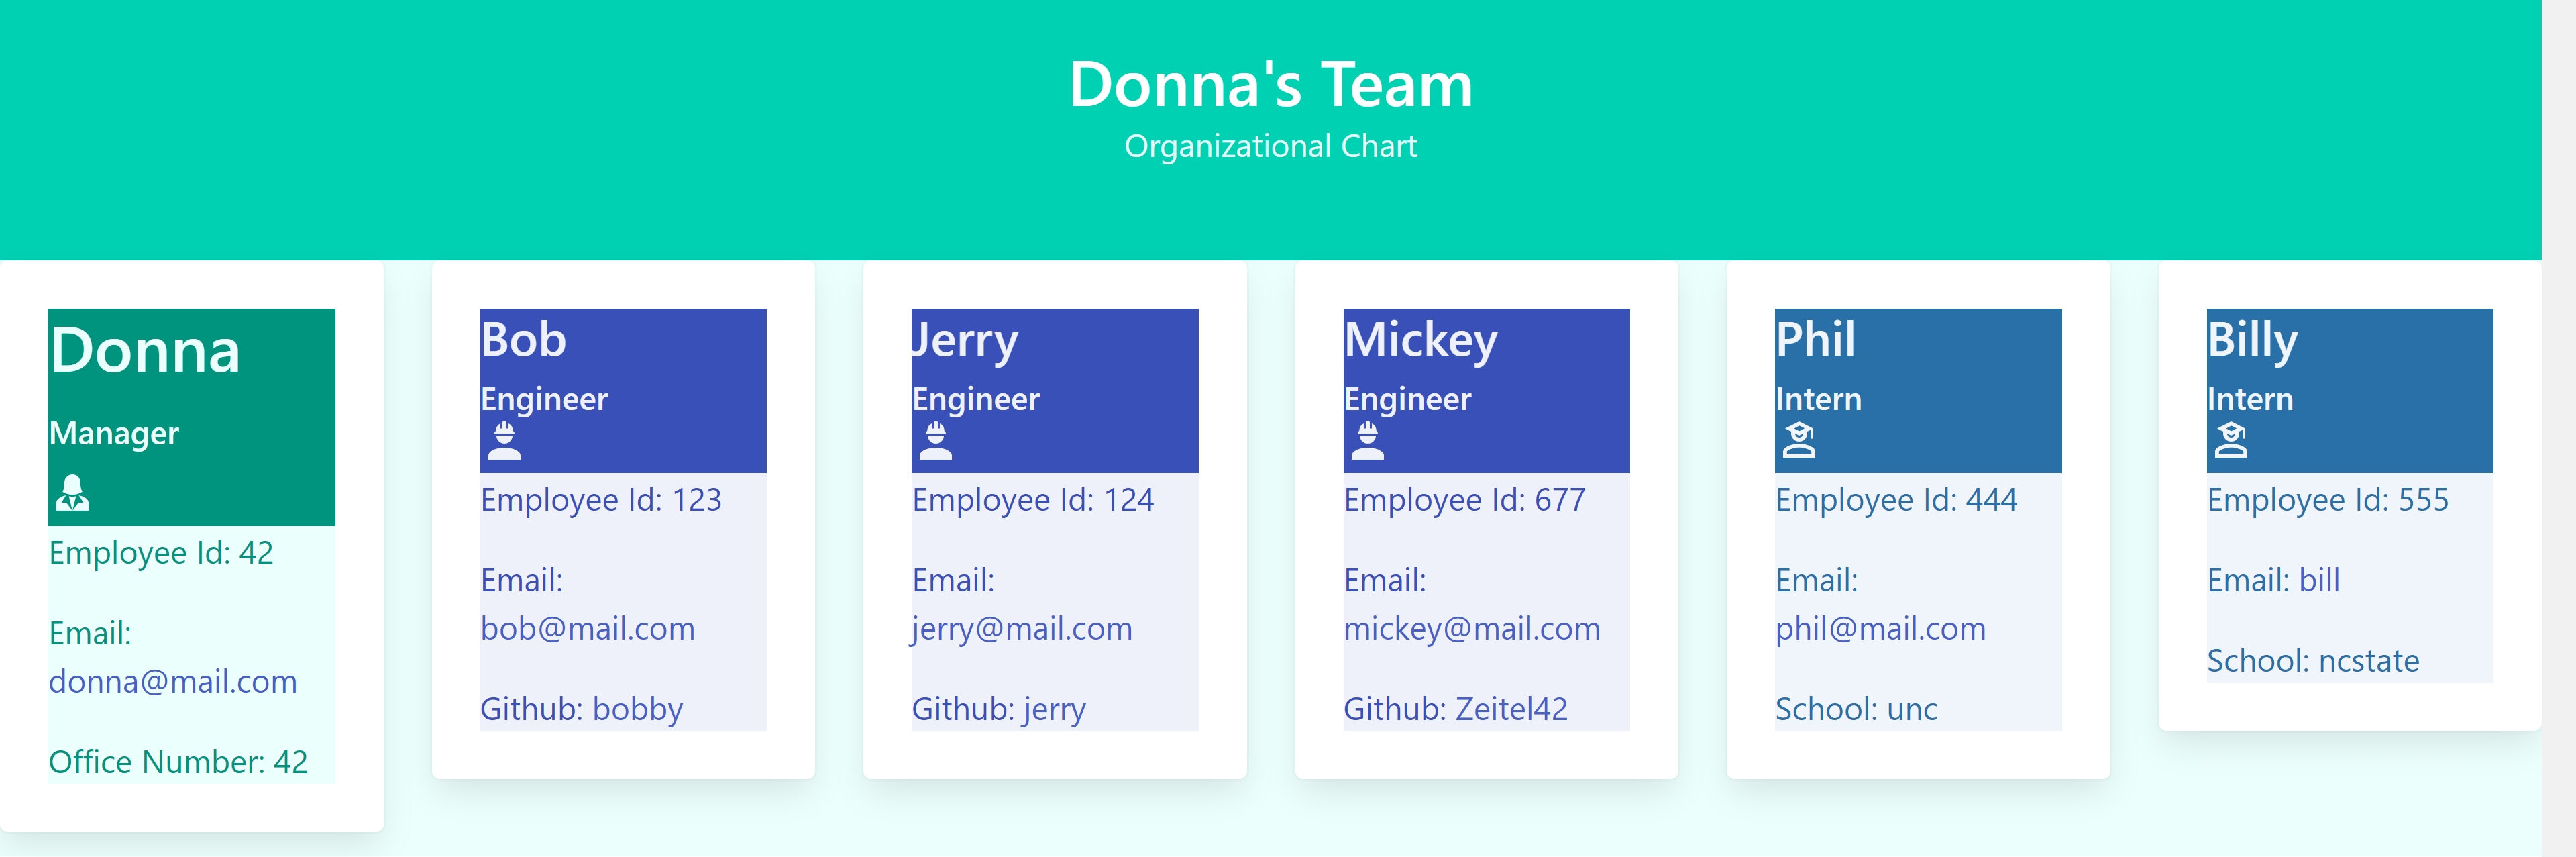 Donna's Team
Organizational Chart
Donna
Manager
Employee Id: 42
Email:
donna@mail.com
Office Number: 42
Bob
Engineer
Employee Id: 123
Email:
bob@mail.com
Github: bobby
Jerry
Engineer
Employee Id: 124
Email:
jerry@mail.com
Github: jerry
Mickey
Engineer
Employee Id: 677
Email:
mickey@mail.com
Github: Zeitel42
Phil
Intern
Employee Id: 444
Email:
phil@mail.com
School: unc
Billy
Intern
Employee Id: 555
Email: bill
School: ncstate